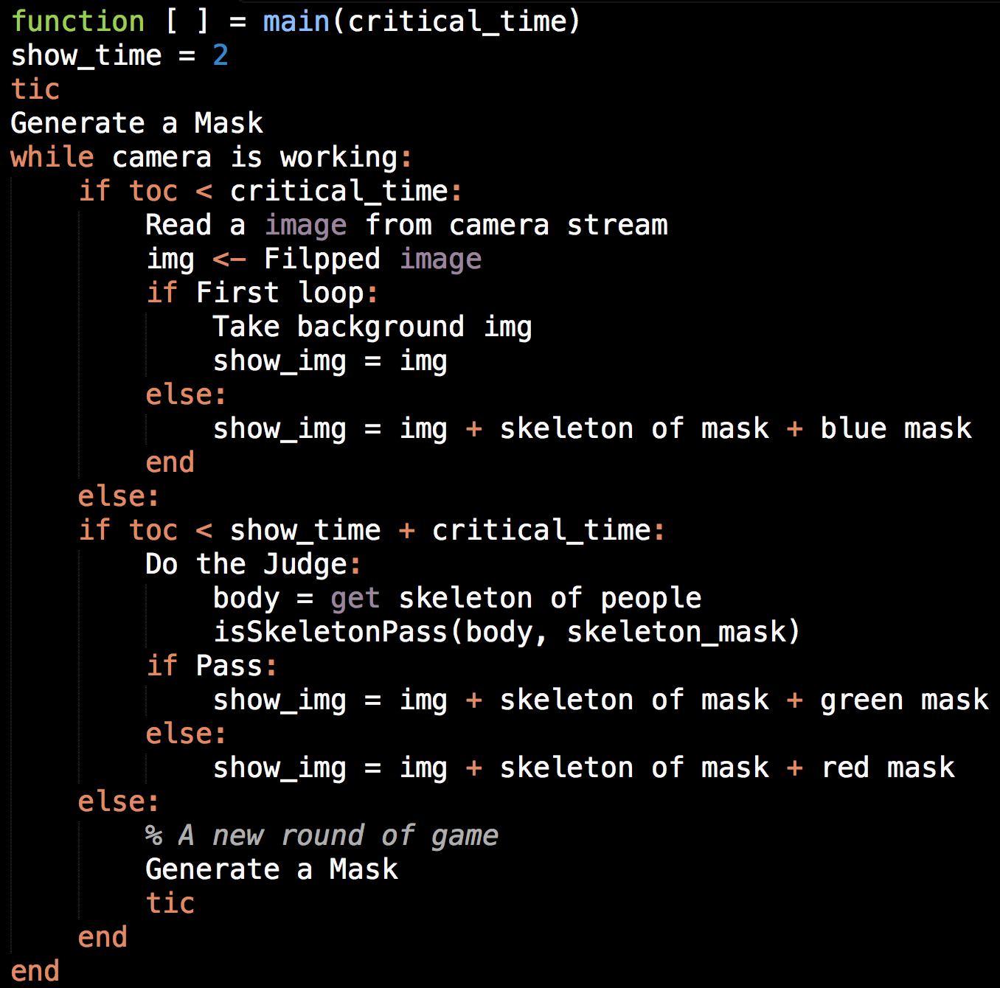 function [ ] = main(critical_time)
show_time = 2
tic
Generate a Mask
while camera is working:
if toc < critical_time:
Read a image from camera stream
img <- Filpped image
if First loop:
Take background img
show_img = img
else:
show_img = img + skeleton of mask + blue mask
end
else:
if toc < show_time + critical_time:
Do the Judge:
body = get skeleton of people
isSkeletonPass(body, skeleton_mask)
if Pass:
show_img = img + skeleton of mask + green mask
else:
show_img = img + skeleton of mask + red mask
else:
% A new round of game
Generate a Mask
tic
end
end